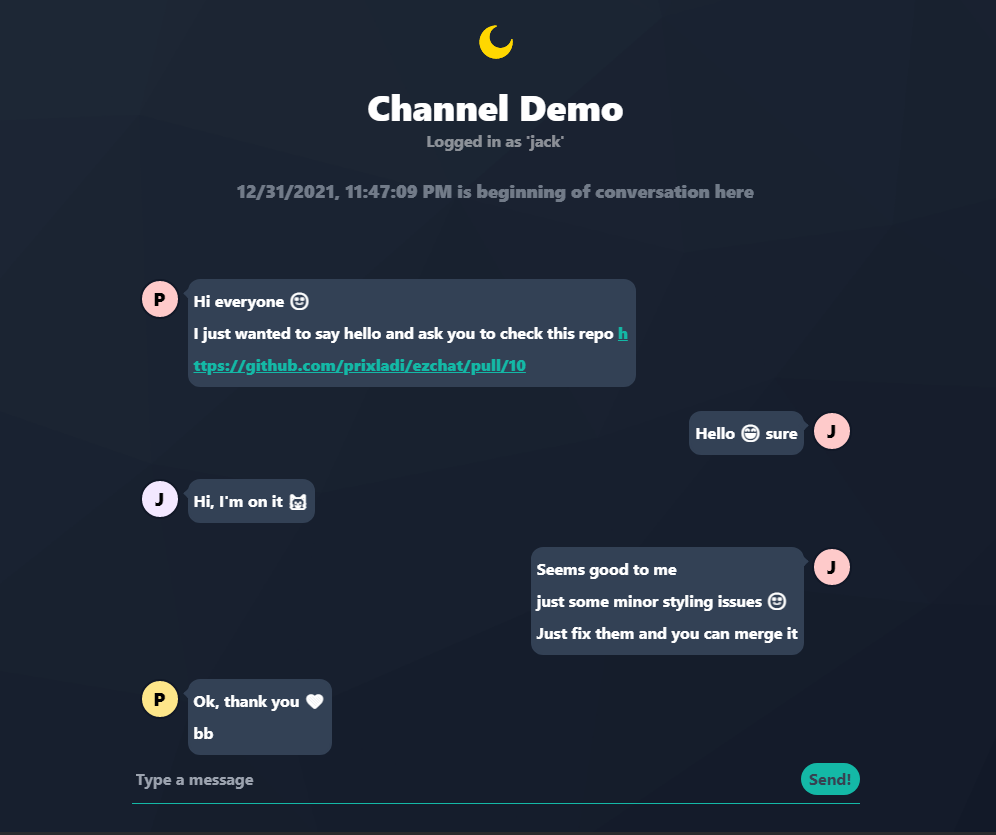 Channel Demo
Logged in as 'jack'
12/31/2021, 11:47:09 PM is beginning of conversation here
P
Hi everyone 😊
I just wanted to say hello and ask you to check this repo h
ttps://github.com/prixladi/ezchat/pull/10
Hello 😄 sure
J
J
Hi, I'm on it 🐱
Seems good to me
J
just some minor styling issues 😊
Just fix them and you can merge it
P
Ok, thank you ♥
bb
Type a message
Send!